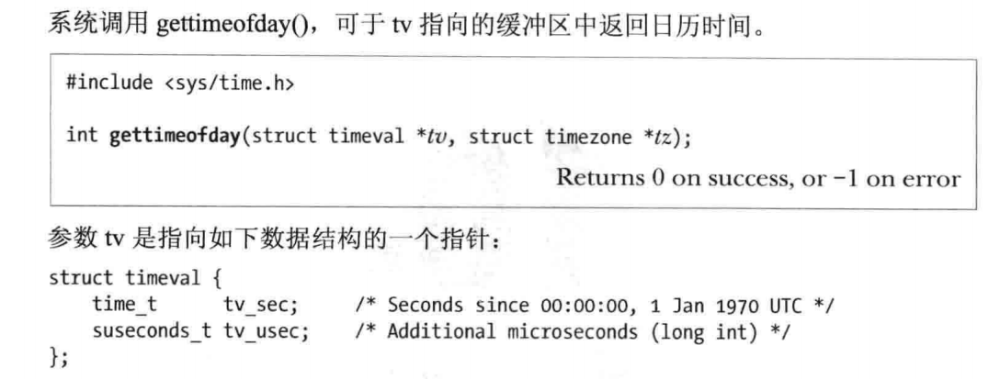 系统调用 gettimeofday()，可于 tv 指向的缓冲区中返回日历时间。
#include <sys/time.h>
int gettimeofday(struct timeval *tv, struct timezone *tz);
Returns 0 on success, or −1 on error
参数 tv 是指向如下数据结构的一个指针：
struct timeval {
    time_t      tv_sec;     /* Seconds since 00:00:00, 1 Jan 1970 UTC */
    suseconds_t tv_usec;    /* Additional microseconds (long int) */
};